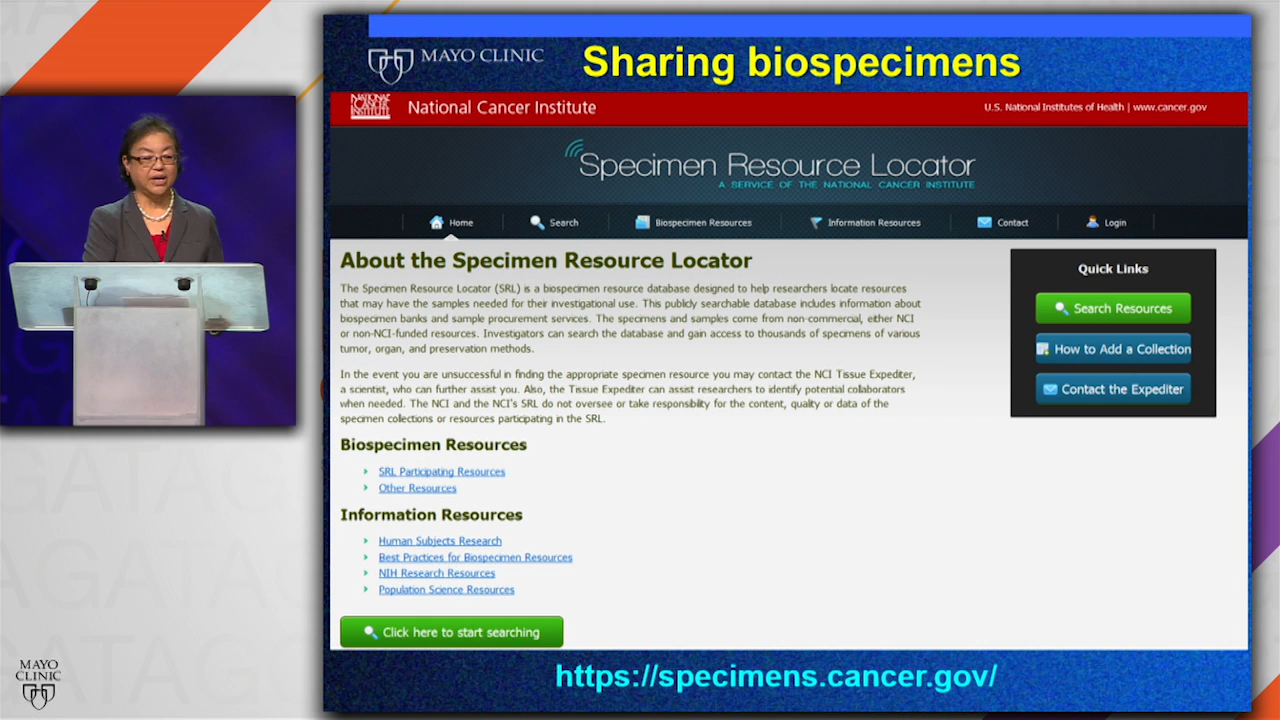 MAYO CLINIC
Sharing biospecimens
NATIONAL
CANCER
INSTITUTE
National Cancer Institute
U.S. National Institutes of Health | www.cancer.gov
Specimen Resource Locator
A SERVICE OF THE NATIONAL CANCER INSTITUTE
Home
Search
Biospecimen Resources
Information Resources
Contact
Login
About the Specimen Resource Locator
The Specimen Resource Locator (SRL) is a biospecimen resource database designed to help researchers locate resources
that may have the samples needed for their investigational use. This publicly searchable database includes information about
biospecimen banks and sample procurement services. The specimens and samples come from non-commercial, either NCI
or non-NCI-funded resources. Investigators can search the database and gain access to thousands of specimens of various
tumor, organ, and preservation methods.
In the event you are unsuccessful in finding the appropriate specimen resource you may contact the NCI Tissue Expediter,
a scientist, who can further assist you. Also, the Tissue Expediter can assist researchers to identify potential collaborators
when needed. The NCI and the NCI's SRL do not oversee or take responsibility for the content, quality or data of the
specimen collections or resources participating in the SRL.
Biospecimen Resources
SRL Participating Resources
Other Resources
Information Resources
Human Subjects Research
Best Practices for Biospecimen Resources
NIH Research Resources
Population Science Resources
Click here to start searching
Quick Links
Search Resources
How to Add a Collection
Contact the Expediter
https://specimens.cancer.gov/
MAYO
CLINIC